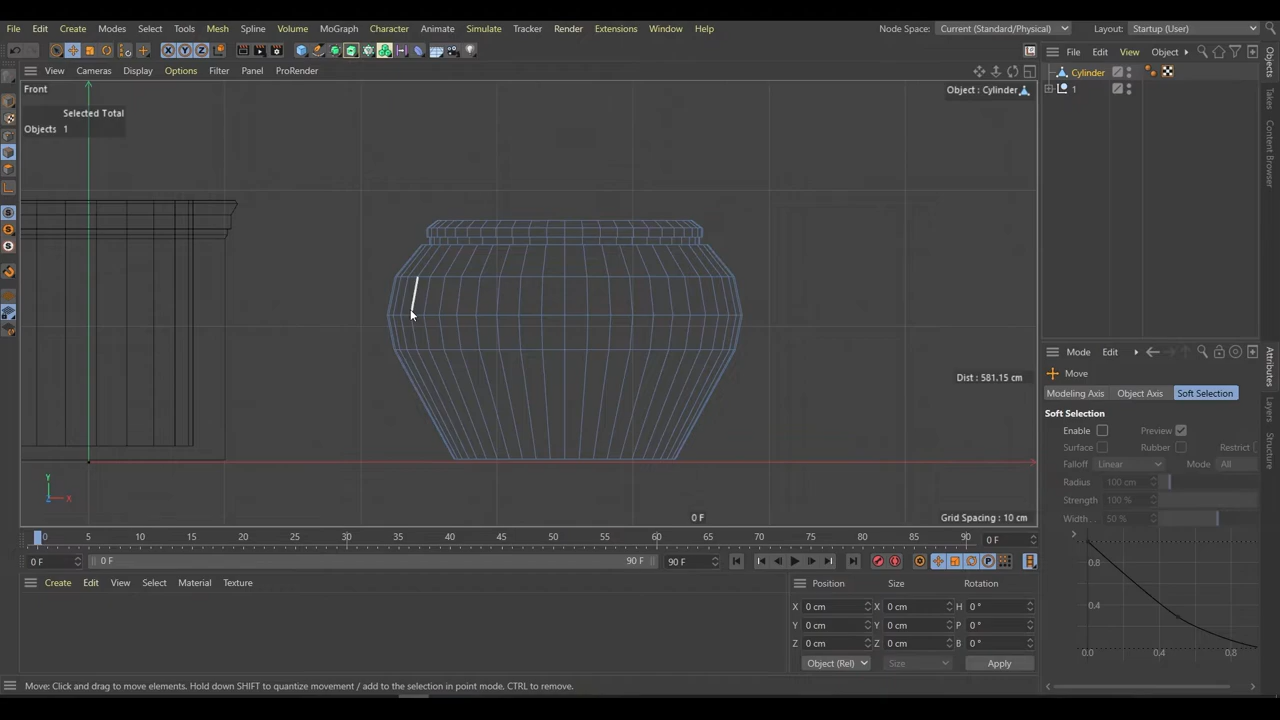 File Edit Create Modes Select Tools Mesh Spline Volume MoGraph Character Animate Simulate Tracker Render Extensions Window Help Node Space: Current (Standard/Physical) Layout: Startup (User)
View Cameras Display Options Filter Panel ProRender
File Edit View Object
Front
Object : Cylinder
Cylinder
1
Selected Total
Objects 1
Dist : 581.15 cm
Y
X
Z
0 F
Grid Spacing : 10 cm
Mode Edit
Move
Modeling Axis Object Axis Soft Selection
Soft Selection
Enable Preview
Surface Rubber Restrict
Falloff Linear Mode All
Radius 100 cm
Strength 100 %
Width . . 50 %
0.8
0.4
0.0 0.4 0.8
0 5 10 15 20 25 30 35 40 45 50 55 60 65 70 75 80 85 90 0 F
0 F 0 F 90 F 90 F
Create Edit View Select Material Texture
Position Size Rotation
X 0 cm X 0 cm H 0 °
Y 0 cm Y 0 cm P 0 °
Z 0 cm Z 0 cm B 0 °
Object (Rel) Size Apply
Move: Click and drag to move elements. Hold down SHIFT to quantize movement / add to the selection in point mode, CTRL to remove.
Objects
Takes
Content Browser
Attributes
Layers
Structure